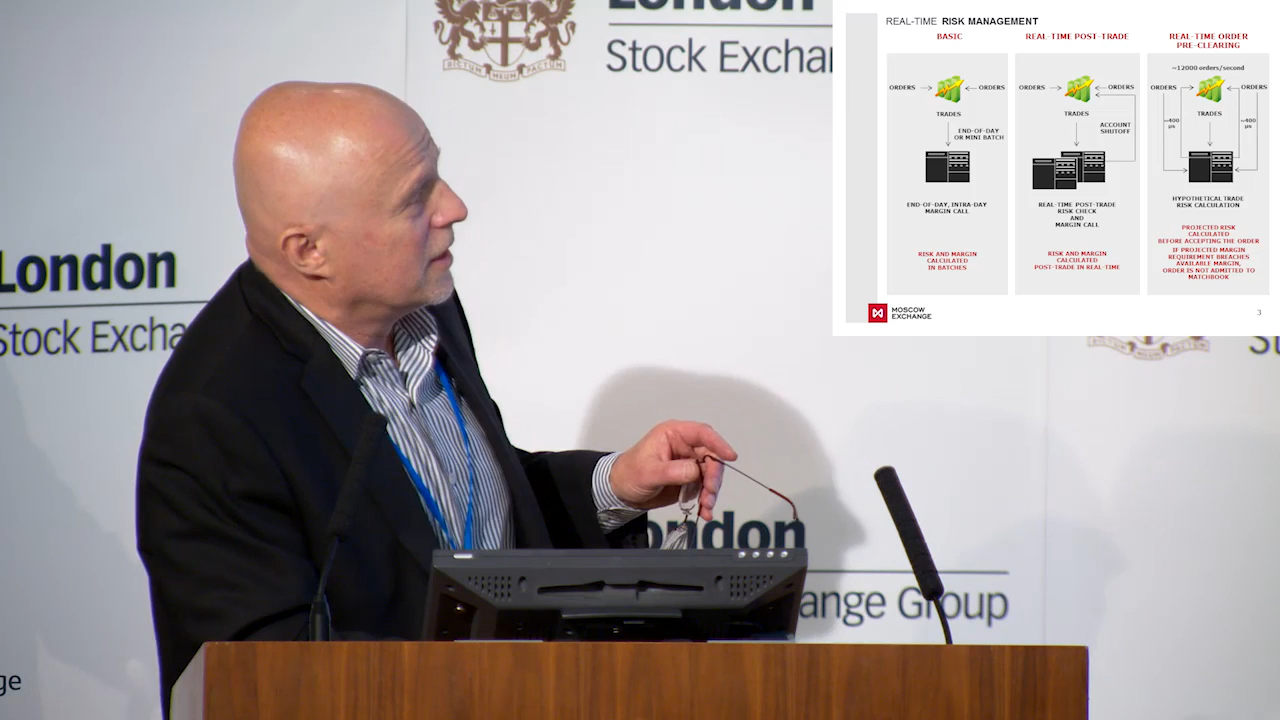 London
Stock Excha
London
Stock Excha
London
ange Group
ge
REAL-TIME RISK MANAGEMENT
BASIC
ORDERS
ORDERS
TRADES
END-OF-DAY
OR MINI BATCH
END-OF-DAY, INTRA-DAY
MARGIN CALL
RISK AND MARGIN
CALCULATED
IN BATCHES
REAL-TIME POST-TRADE
ORDERS
ORDERS
TRADES
ACCOUNT
SHUTOFF
REAL-TIME POST-TRADE
RISK CHECK
AND
MARGIN CALL
RISK AND MARGIN
CALCULATED
POST-TRADE IN REAL-TIME
REAL-TIME ORDER
PRE-CLEARING
~12000 orders/second
ORDERS
ORDERS
TRADES
~400
µs
~400
µs
HYPOTHETICAL TRADE
RISK CALCULATION
PROJECTED RISK
CALCULATED
BEFORE ACCEPTING THE ORDER
IF PROJECTED MARGIN
REQUIREMENT BREACHES
AVAILABLE MARGIN,
ORDER IS NOT ADMITTED TO
MATCHBOOK
MOSCOW
EXCHANGE
3